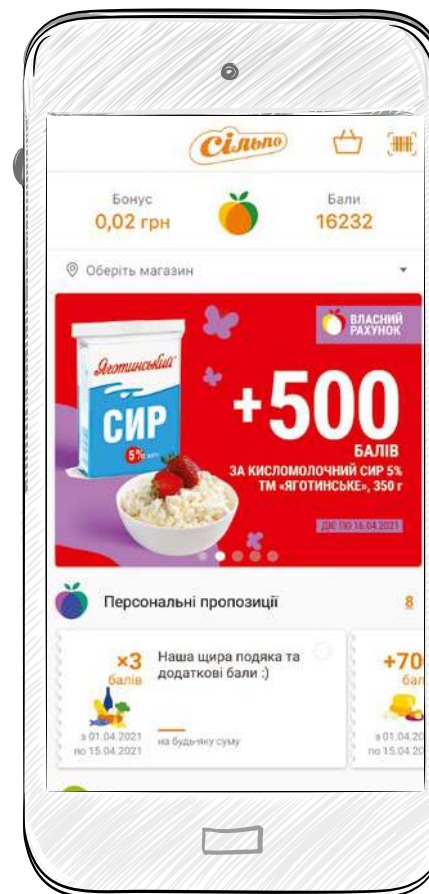 Сільпо
Бонус
0,02 грн
Бали
16232
Оберіть магазин
ВЛАСНИЙ
РАХУНОК
Яготинський
СИР
5%
+500
БАЛІВ
ЗА КИСЛОМОЛОЧНИЙ СИР 5%
ТМ «ЯГОТИНСЬКЕ», 350 г
ДІЄ ПО 16.04.2021
Персональні пропозиції
8
×3
балів
Наша щира подяка та
додаткові бали :)
з 01.04.2021
по 15.04.2021
на будь-яку суму
+70
бал
з 01.04.20
по 15.04.20